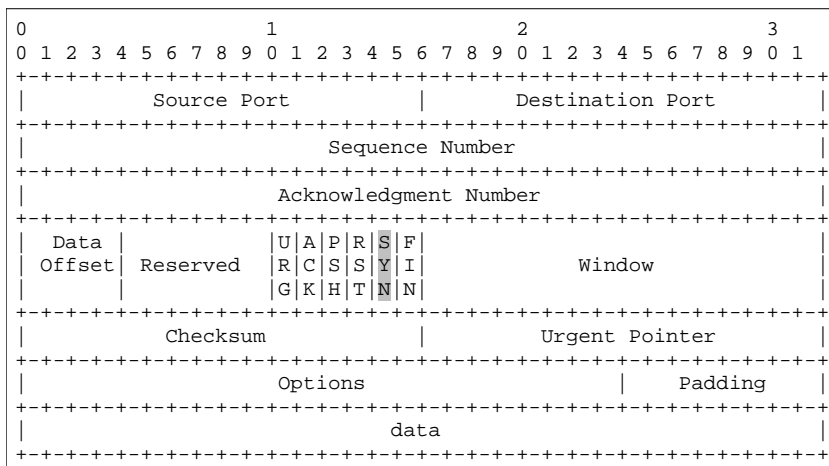 0                   1                   2                   3
0 1 2 3 4 5 6 7 8 9 0 1 2 3 4 5 6 7 8 9 0 1 2 3 4 5 6 7 8 9 0 1
+-+-+-+-+-+-+-+-+-+-+-+-+-+-+-+-+-+-+-+-+-+-+-+-+-+-+-+-+-+-+-+-+
|          Source Port          |       Destination Port        |
+-+-+-+-+-+-+-+-+-+-+-+-+-+-+-+-+-+-+-+-+-+-+-+-+-+-+-+-+-+-+-+-+
|                        Sequence Number                        |
+-+-+-+-+-+-+-+-+-+-+-+-+-+-+-+-+-+-+-+-+-+-+-+-+-+-+-+-+-+-+-+-+
|                    Acknowledgment Number                      |
+-+-+-+-+-+-+-+-+-+-+-+-+-+-+-+-+-+-+-+-+-+-+-+-+-+-+-+-+-+-+-+-+
|  Data |           |U|A|P|R|S|F|                               |
| Offset| Reserved  |R|C|S|S|Y|I|            Window             |
|       |           |G|K|H|T|N|N|                               |
+-+-+-+-+-+-+-+-+-+-+-+-+-+-+-+-+-+-+-+-+-+-+-+-+-+-+-+-+-+-+-+-+
|           Checksum            |         Urgent Pointer        |
+-+-+-+-+-+-+-+-+-+-+-+-+-+-+-+-+-+-+-+-+-+-+-+-+-+-+-+-+-+-+-+-+
|                    Options                    |    Padding    |
+-+-+-+-+-+-+-+-+-+-+-+-+-+-+-+-+-+-+-+-+-+-+-+-+-+-+-+-+-+-+-+-+
|                             data                              |
+-+-+-+-+-+-+-+-+-+-+-+-+-+-+-+-+-+-+-+-+-+-+-+-+-+-+-+-+-+-+-+-+